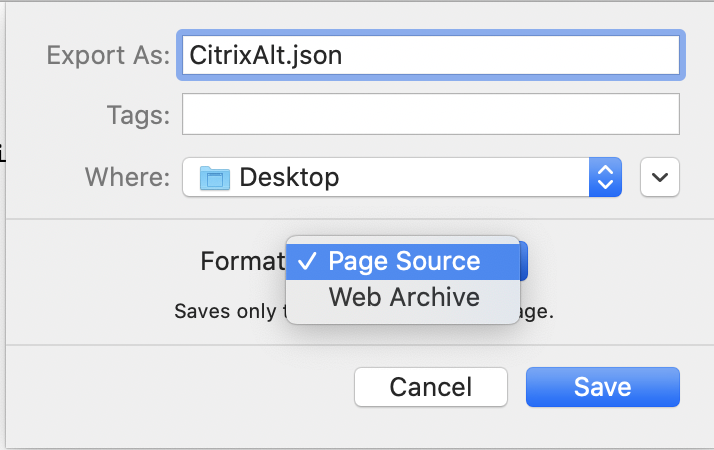 Export As: CitrixAlt.json
Tags:
Where: Desktop
Format
✓ Page Source
Web Archive
Saves only age.
Cancel Save